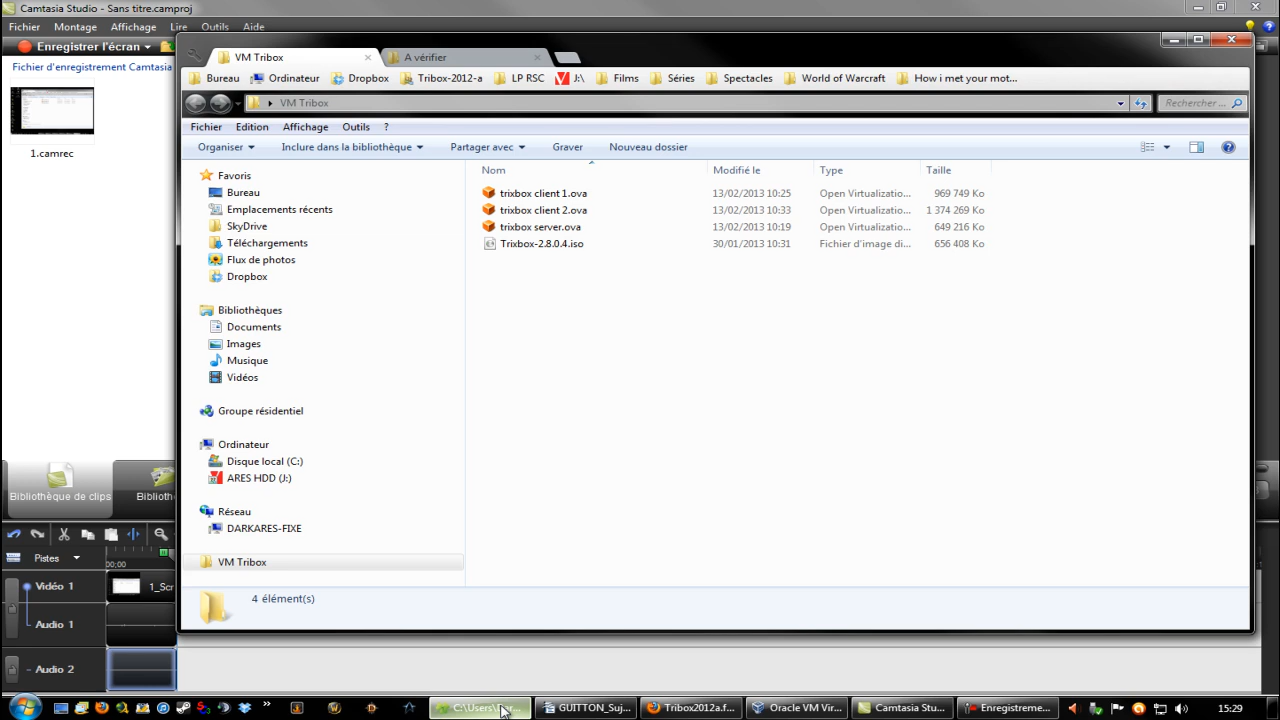 Camtasia Studio - Sans titre.camproj
Fichier Montage Affichage Lire Outils Aide
Enregistrer l'écran
Fichier d'enregistrement Camtasia
1.camrec
VM Tribox A vérifier
Bureau Ordinateur Dropbox Tribox-2012-a LP RSC J:\ Films Séries Spectacles World of Warcraft How i met your mot...
VM Tribox Rechercher ...
Fichier Edition Affichage Outils ?
Organiser Inclure dans la bibliothèque Partager avec Graver Nouveau dossier
Nom Modifié le Type Taille
trixbox client 1.ova 13/02/2013 10:25 Open Virtualizatio... 969 749 Ko
trixbox client 2.ova 13/02/2013 10:33 Open Virtualizatio... 1 374 269 Ko
trixbox server.ova 13/02/2013 10:19 Open Virtualizatio... 649 216 Ko
Trixbox-2.8.0.4.iso 30/01/2013 10:31 Fichier d'image di... 656 408 Ko
Favoris
Bureau
Emplacements récents
SkyDrive
Téléchargements
Flux de photos
Dropbox
Bibliothèques
Documents
Images
Musique
Vidéos
Groupe résidentiel
Ordinateur
Disque local (C:)
ARES HDD (J:)
Réseau
DARKARES-FIXE
VM Tribox
4 élément(s)
Bibliothèque de clips Biblioth
Pistes 00;00
Vidéo 1 1_Scr
Audio 1
Audio 2
GUITTON_Suj... Tribox2012a.f... Oracle VM Vir... Camtasia Stu... Enregistreme... 15:29